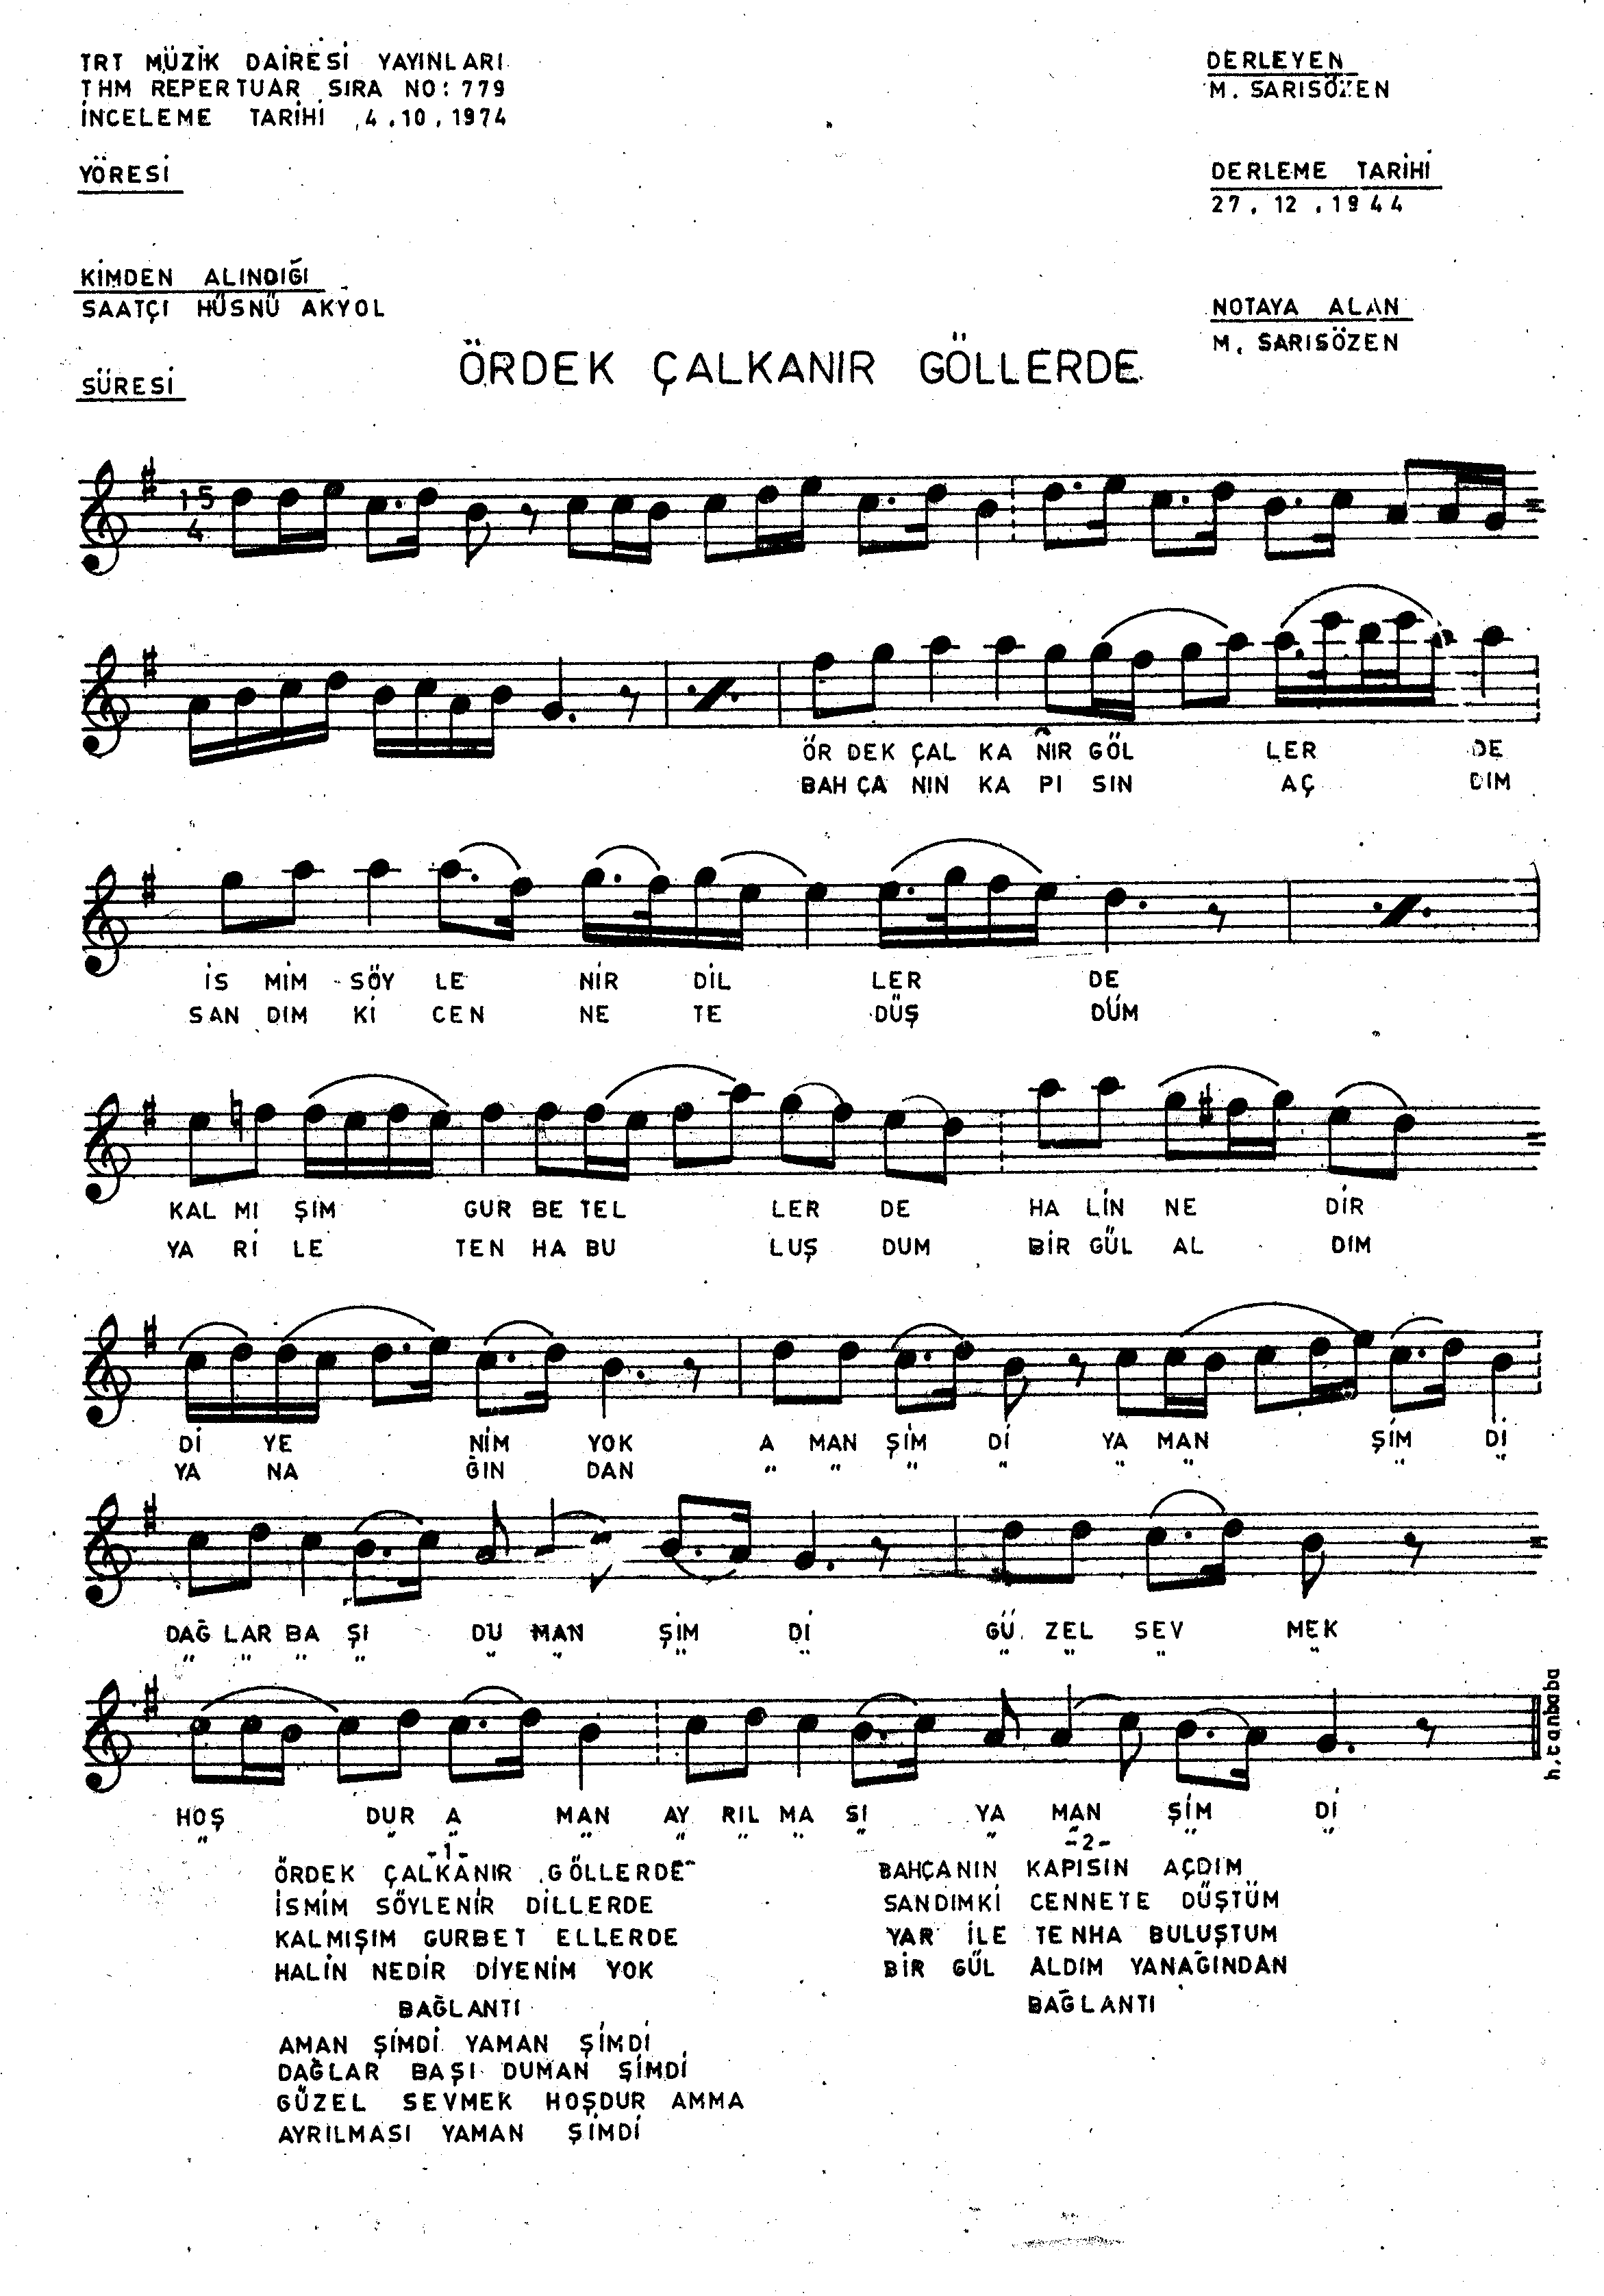 TRT MÜZİK DAİRESİ YAYINLARI
THM REPERTUAR SIRA NO: 779
İNCELEME TARİHİ 4.10.1974
DERLEYEN
M. SARISÖZEN
YÖRESİ
DERLEME TARİHİ
27.12.1944
KİMDEN ALINDIĞI
SAATÇI HÜSNÜ AKYOL
NOTAYA ALAN
M. SARISÖZEN
SÜRESİ
ÖRDEK ÇALKANIR GÖLLERDE
15
4
ÖR DEK ÇAL KA NIR GÖL LER DE
BAH ÇA NIN KA PI SIN AÇ DIM
İS MİM SÖY LE NİR DİL LER DE
SAN DIM Kİ CEN NE TE DÜŞ DÜM
KAL MI ŞIM GUR BE TEL LER DE HA LİN NE DİR
YA Rİ LE TEN HA BU LUŞ DUM BİR GÜL AL DIM
Dİ YE NİM YOK A MAN ŞİM Dİ YA MAN ŞİM Dİ
YA NA ĞIN DAN " " " " " " " "
DAĞ LAR BA ŞI DU MAN ŞİM Dİ GÜ ZEL SEV MEK
" " " " " " " " " " " "
HOŞ DUR A MAN AY RIL MA SI YA MAN ŞİM Dİ
" " " " " " " " " " " "
h.tanbaba
-1-
ÖRDEK ÇALKANIR GÖLLERDE
İSMİM SÖYLENİR DİLLERDE
KALMIŞIM GURBET ELLERDE
HALİN NEDİR DİYENİM YOK
BAĞLANTI
AMAN ŞİMDİ YAMAN ŞİMDİ
DAĞLAR BAŞI DUMAN ŞİMDİ
GÜZEL SEVMEK HOŞDUR AMMA
AYRILMASI YAMAN ŞİMDİ
-2-
BAHÇANIN KAPISIN AÇDIM
SANDIMKİ CENNETE DÜŞTÜM
YAR İLE TENHA BULUŞTUM
BİR GÜL ALDIM YANAĞINDAN
BAĞLANTI